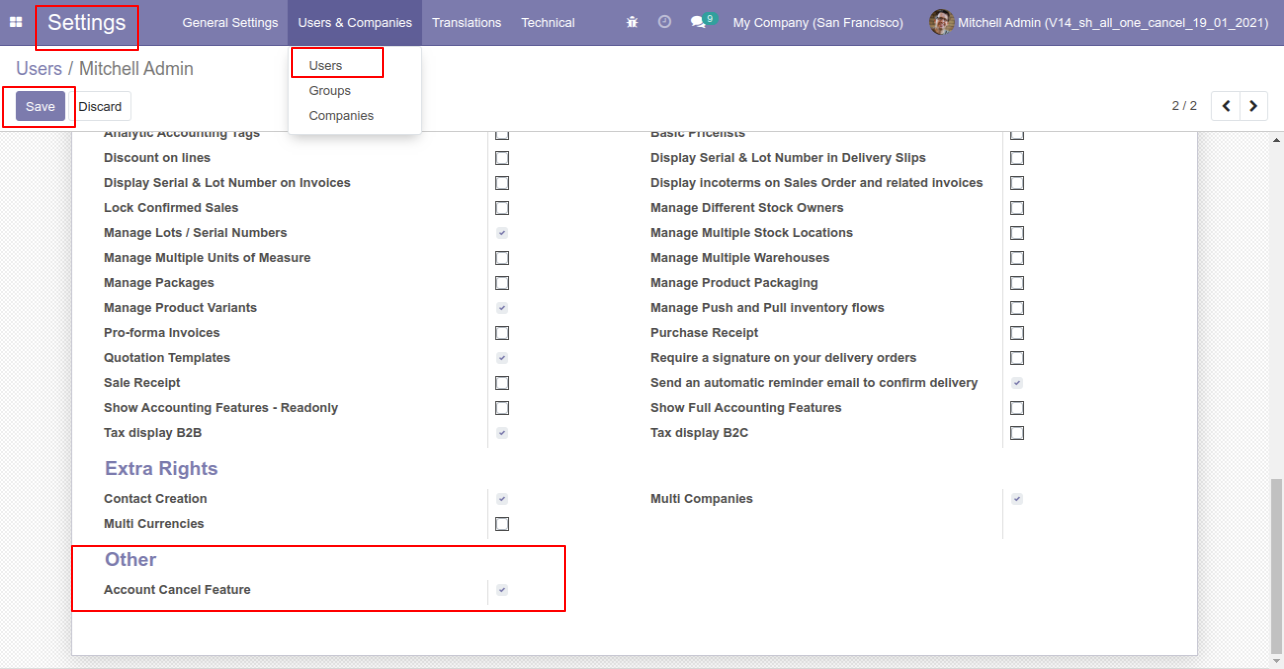 Settings General Settings Users & Companies Translations Technical 9 My Company (San Francisco) Mitchell Admin (V14_sh_all_one_cancel_19_01_2021)
Users / Mitchell Admin
Users
Groups
Companies
Save Discard 2 / 2
Analytic Accounting Tags Basic Pricelists
Discount on lines Display Serial & Lot Number in Delivery Slips
Display Serial & Lot Number on Invoices Display incoterms on Sales Order and related invoices
Lock Confirmed Sales Manage Different Stock Owners
Manage Lots / Serial Numbers Manage Multiple Stock Locations
Manage Multiple Units of Measure Manage Multiple Warehouses
Manage Packages Manage Product Packaging
Manage Product Variants Manage Push and Pull inventory flows
Pro-forma Invoices Purchase Receipt
Quotation Templates Require a signature on your delivery orders
Sale Receipt Send an automatic reminder email to confirm delivery
Show Accounting Features - Readonly Show Full Accounting Features
Tax display B2B Tax display B2C
Extra Rights
Contact Creation Multi Companies
Multi Currencies
Other
Account Cancel Feature